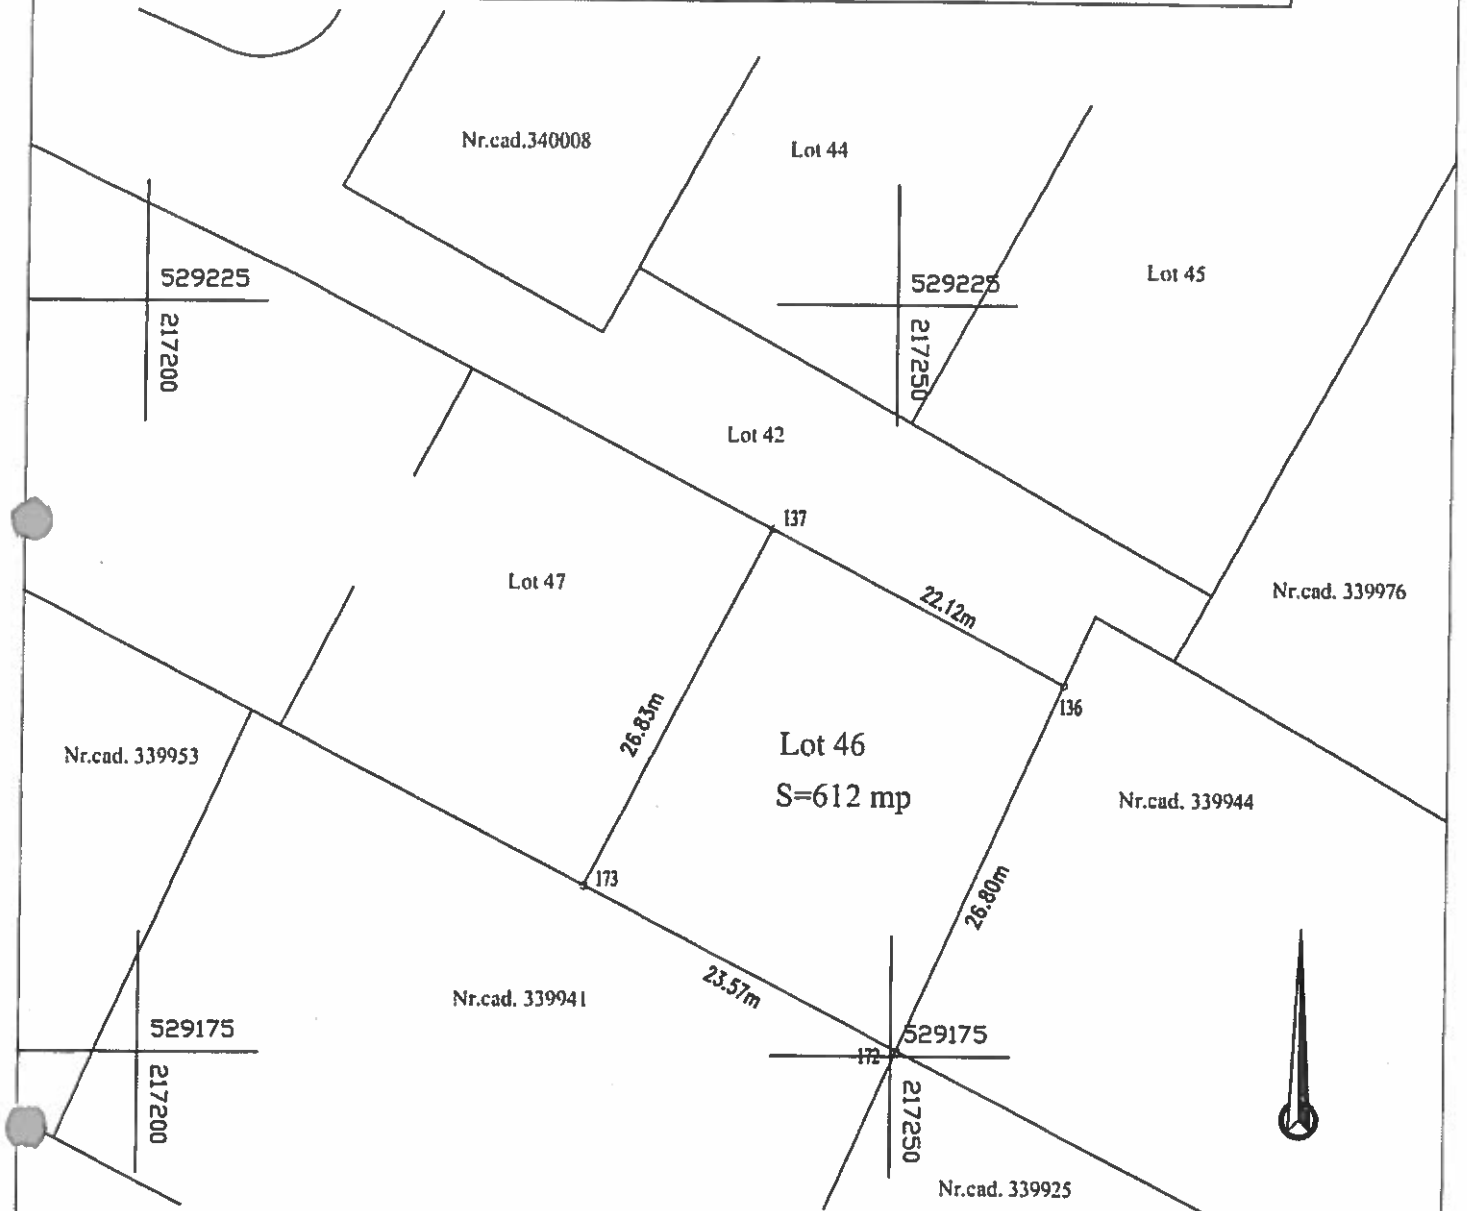 Nr.cad.340008
Lot 44
Lot 45
529225
217200
529225
217250
Lot 42
137
Lot 47
22.12m
Nr.cad. 339976
136
26.83m
Lot 46
S=612 mp
Nr.cad. 339953
Nr.cad. 339944
173
26.80m
23.57m
Nr.cad. 339941
529175
217200
529175
172
217250
Nr.cad. 339925